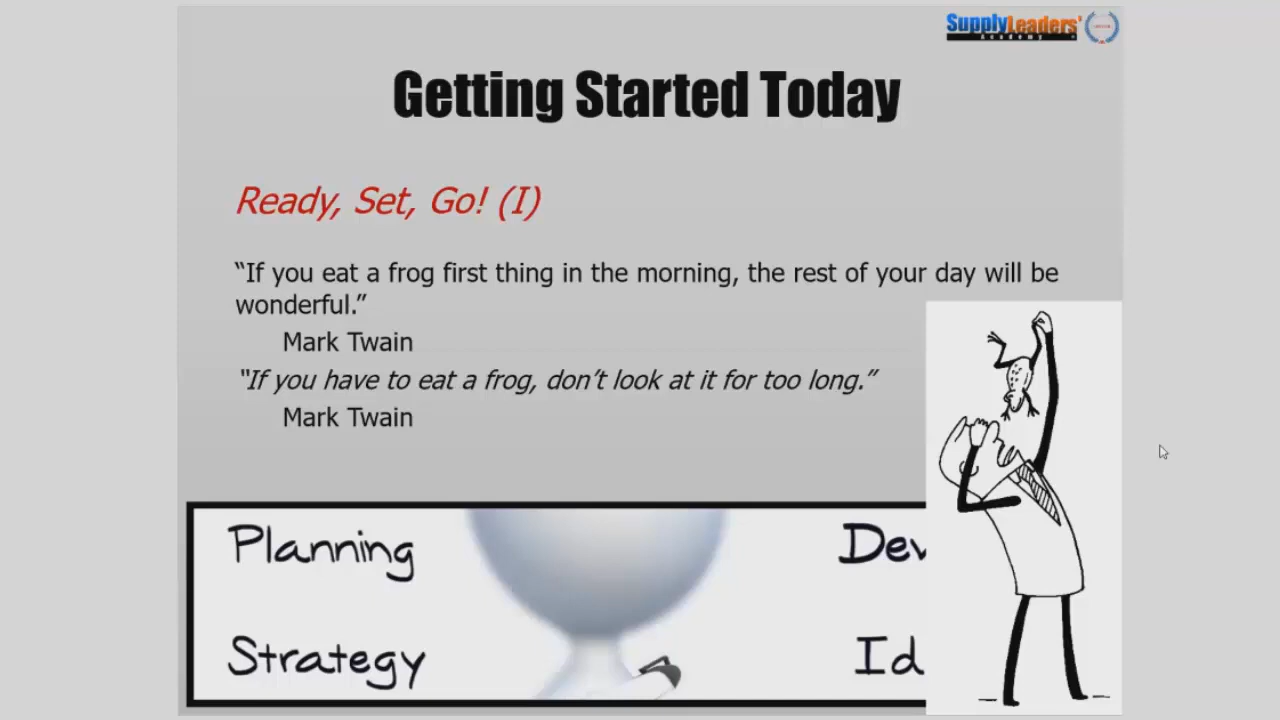 SupplyLeaders'
Academy
Getting Started Today
Ready, Set, Go! (I)
“If you eat a frog first thing in the morning, the rest of your day will be
wonderful.”
Mark Twain
“If you have to eat a frog, don’t look at it for too long.”
Mark Twain
Planning
Dev
Strategy
Id